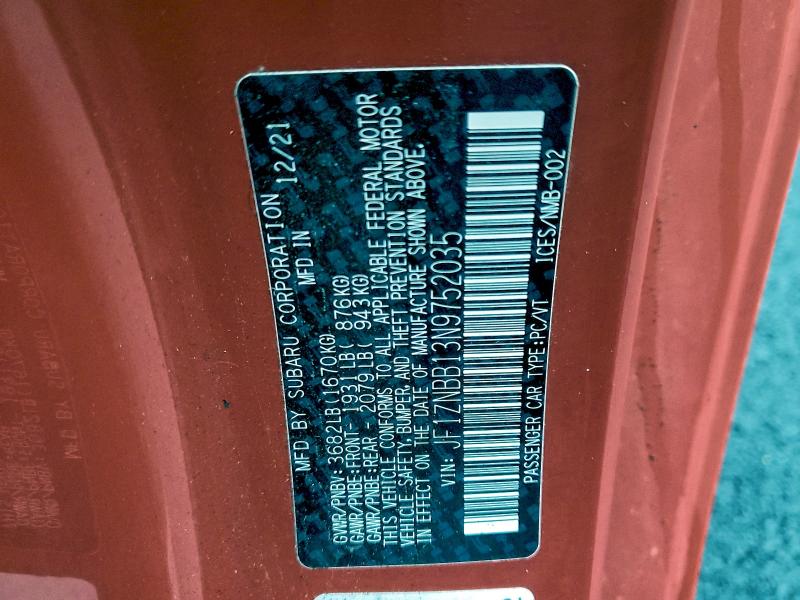 MFD BY SUBARU CORPORATION 12/21
MFD IN
GVWR/PNBV: 3682LB(1670KG)
GAWR/PNBE:FRONT- 1931LB( 876KG)
GAWR/PNBE:REAR - 2079LB( 943KG)
THIS VEHICLE CONFORMS TO ALL APPLICABLE FEDERAL MOTOR
VEHICLE SAFETY, BUMPER, AND THEFT PREVENTION STANDARDS
IN EFFECT ON THE DATE OF MANUFACTURE SHOWN ABOVE.
VIN: JF1ZNBB13N9752035
PASSENGER CAR TYPE:PC/VT ICES/NMB-002